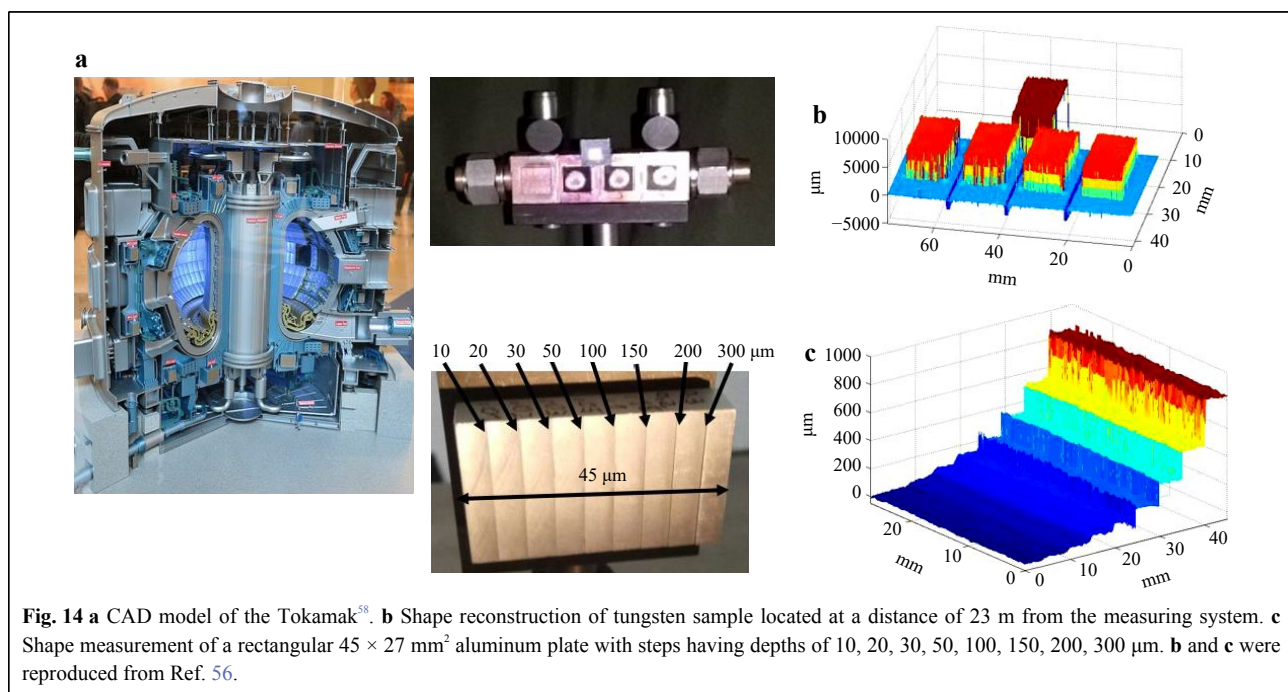 a
b
10000
5000
0
−5000
μm
60
40
20
0
mm
0
10
20
30
40
mm
10 20 30 50 100 150 200 300 μm
45 μm
c
1000
800
600
400
200
0
μm
20
10
0
mm
0
10
20
30
40
mm
Fig. 14 a CAD model of the Tokamak58. b Shape reconstruction of tungsten sample located at a distance of 23 m from the measuring system. c
Shape measurement of a rectangular 45 × 27 mm2 aluminum plate with steps having depths of 10, 20, 30, 50, 100, 150, 200, 300 μm. b and c were
reproduced from Ref. 56.